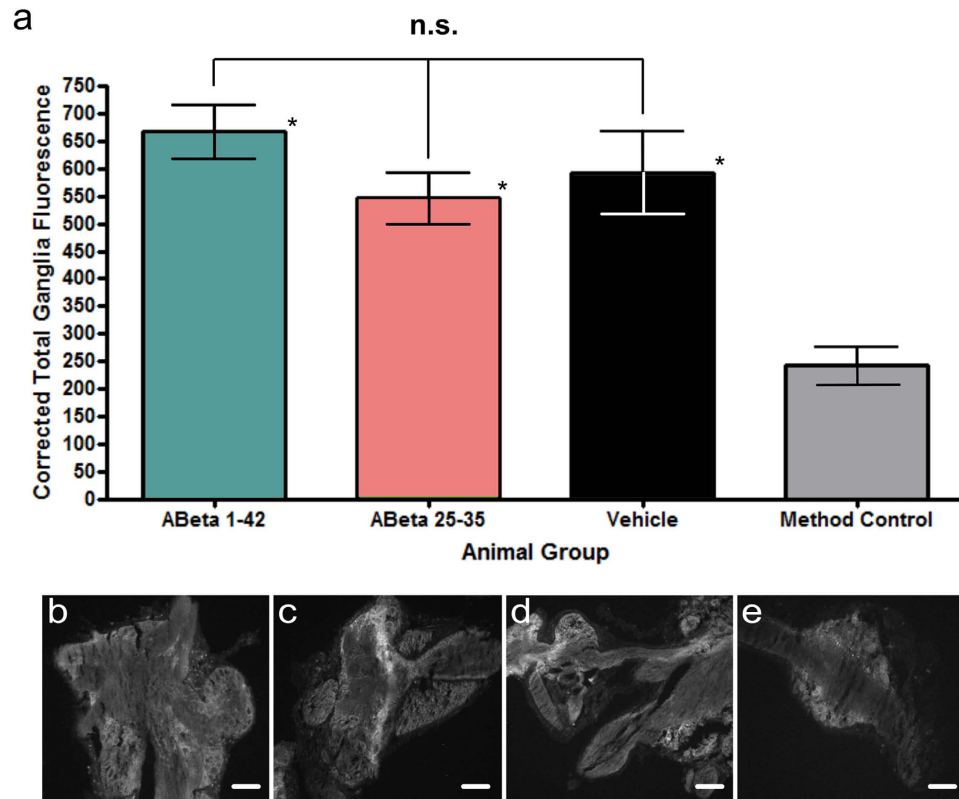 a
n.s.
Corrected Total Ganglia Fluorescence
750
700
650
600
550
500
450
400
350
300
250
200
150
100
50
0
*
*
*
ABeta 1-42
ABeta 25-35
Vehicle
Method Control
Animal Group
b
c
d
e